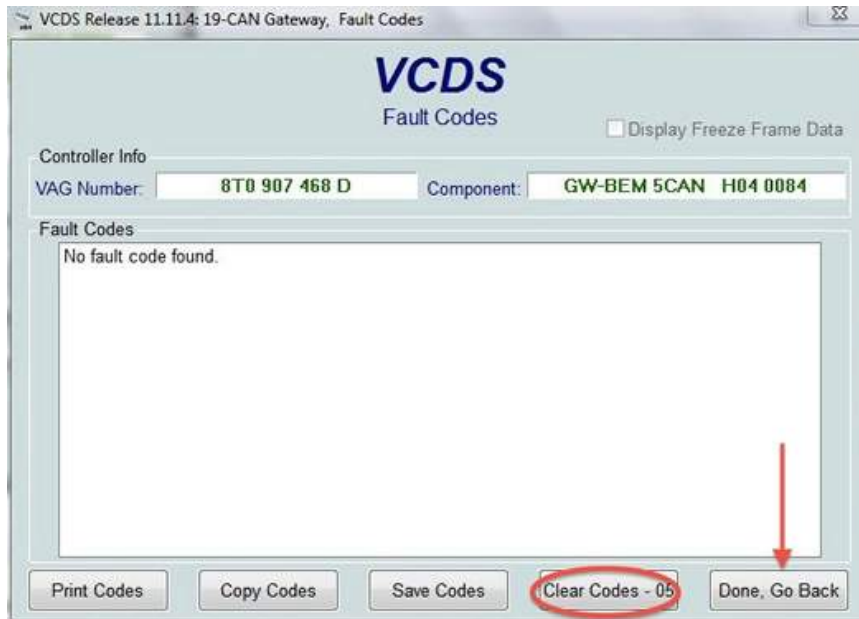 VCDS Release 11.11.4: 19-CAN Gateway, Fault Codes
VCDS
Fault Codes
Display Freeze Frame Data
Controller Info
VAG Number: 8T0 907 468 D Component: GW-BEM 5CAN H04 0084
Fault Codes
No fault code found.
Print Codes Copy Codes Save Codes Clear Codes - 05 Done, Go Back